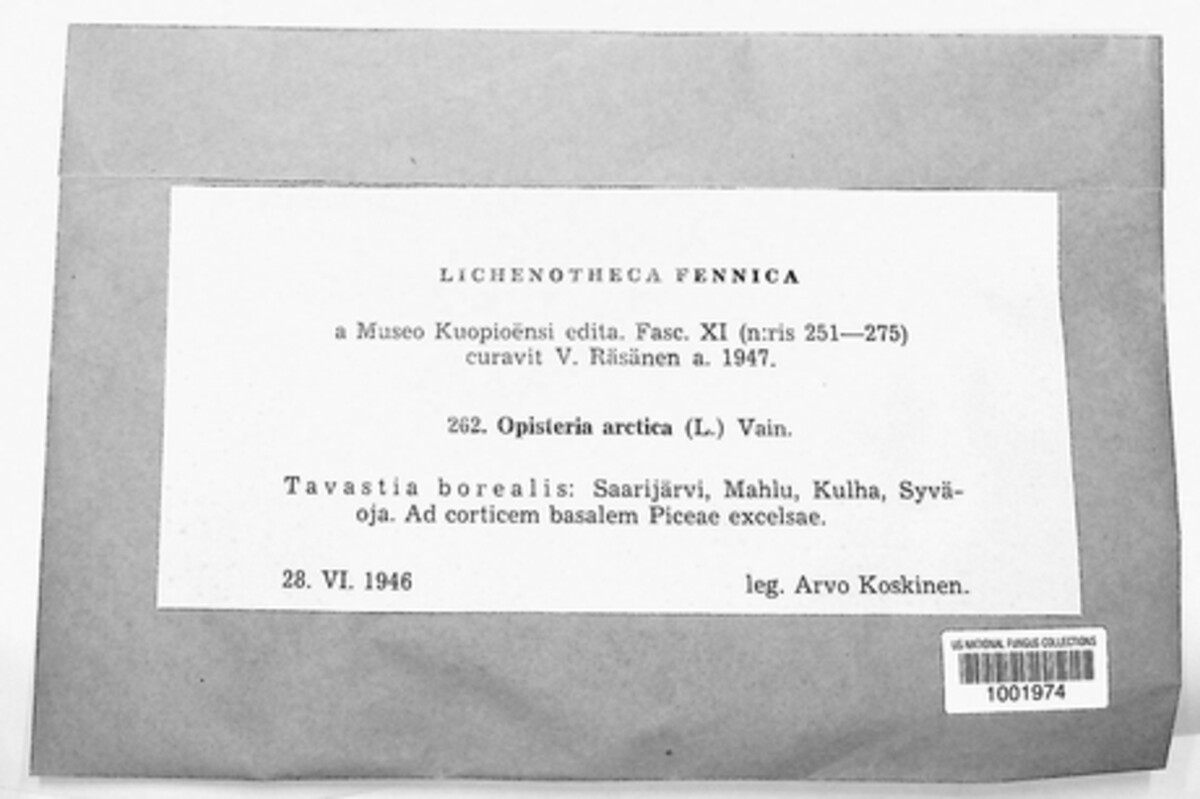 LICHENOTHECA FENNICA
a Museo Kuopioënsi edita. Fasc. XI (n:ris 251—275)
curavit V. Räsänen a. 1947.
262. Opisteria arctica (L.) Vain.
Tavastia borealis: Saarijärvi, Mahlu, Kulha, Syvä-
oja. Ad corticem basalem Piceae excelsae.
28. VI. 1946 leg. Arvo Koskinen.
US NATIONAL FUNGUS COLLECTIONS
1001974